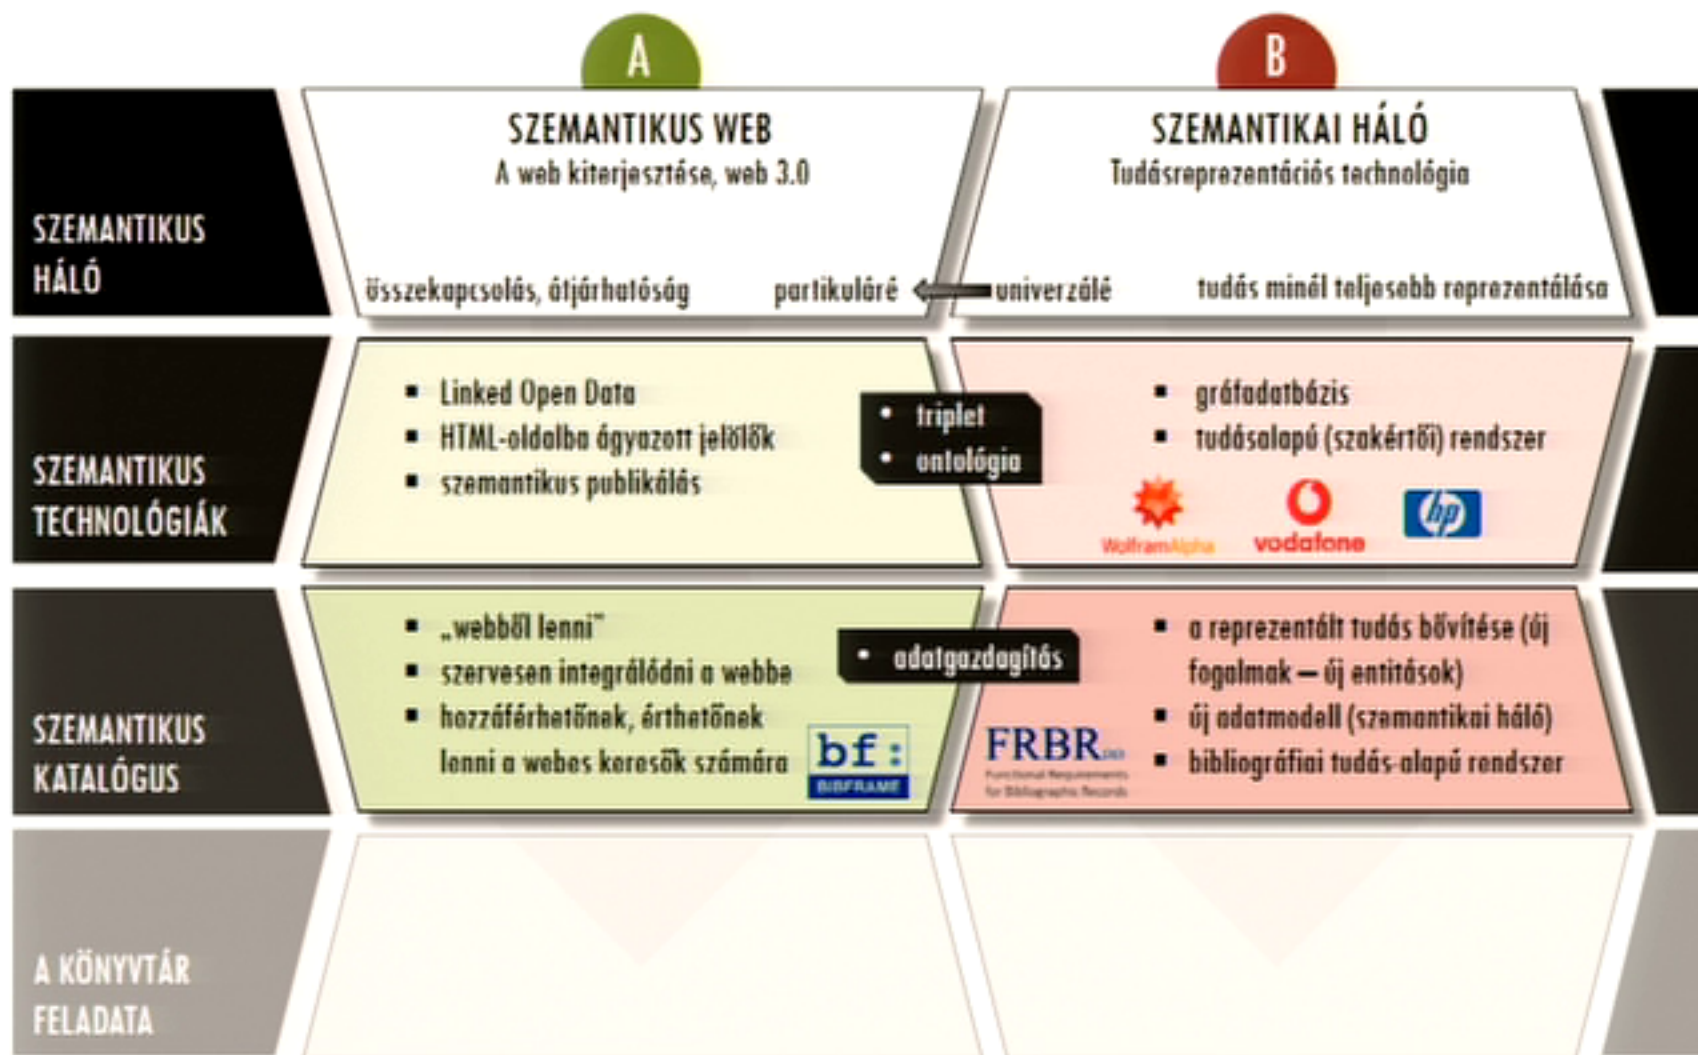 A
B
SZEMANTIKUS
HÁLÓ
SZEMANTIKUS WEB
A web kiterjesztése, web 3.0
összekapcsolás, átjárhatóság
partikuláré
SZEMANTIKAI HÁLÓ
Tudásreprezentációs technológia
univerzálé
tudás minél teljesebb reprezentálása
SZEMANTIKUS
TECHNOLÓGIÁK
▪ Linked Open Data
▪ HTML-oldalba ágyazott jelölők
▪ szemantikus publikálás
• triplet
• ontológia
▪ gráfadatbázis
▪ tudásalapú (szakértői) rendszer
WolframAlpha
vodafone
hp
SZEMANTIKUS
KATALÓGUS
▪ „webből lenni”
▪ szervesen integrálódni a webbe
▪ hozzáférhetőnek, érthetőnek
lenni a webes keresők számára
bf:
BIBFRAME
• adatgazdagítás
FRBR
Functional Requirements
for Bibliographic Records
▪ a reprezentált tudás bővítése (új
fogalmak – új entitások)
▪ új adatmodell (szemantikai háló)
▪ bibliográfiai tudás-alapú rendszer
A KÖNYVTÁR
FELADATA